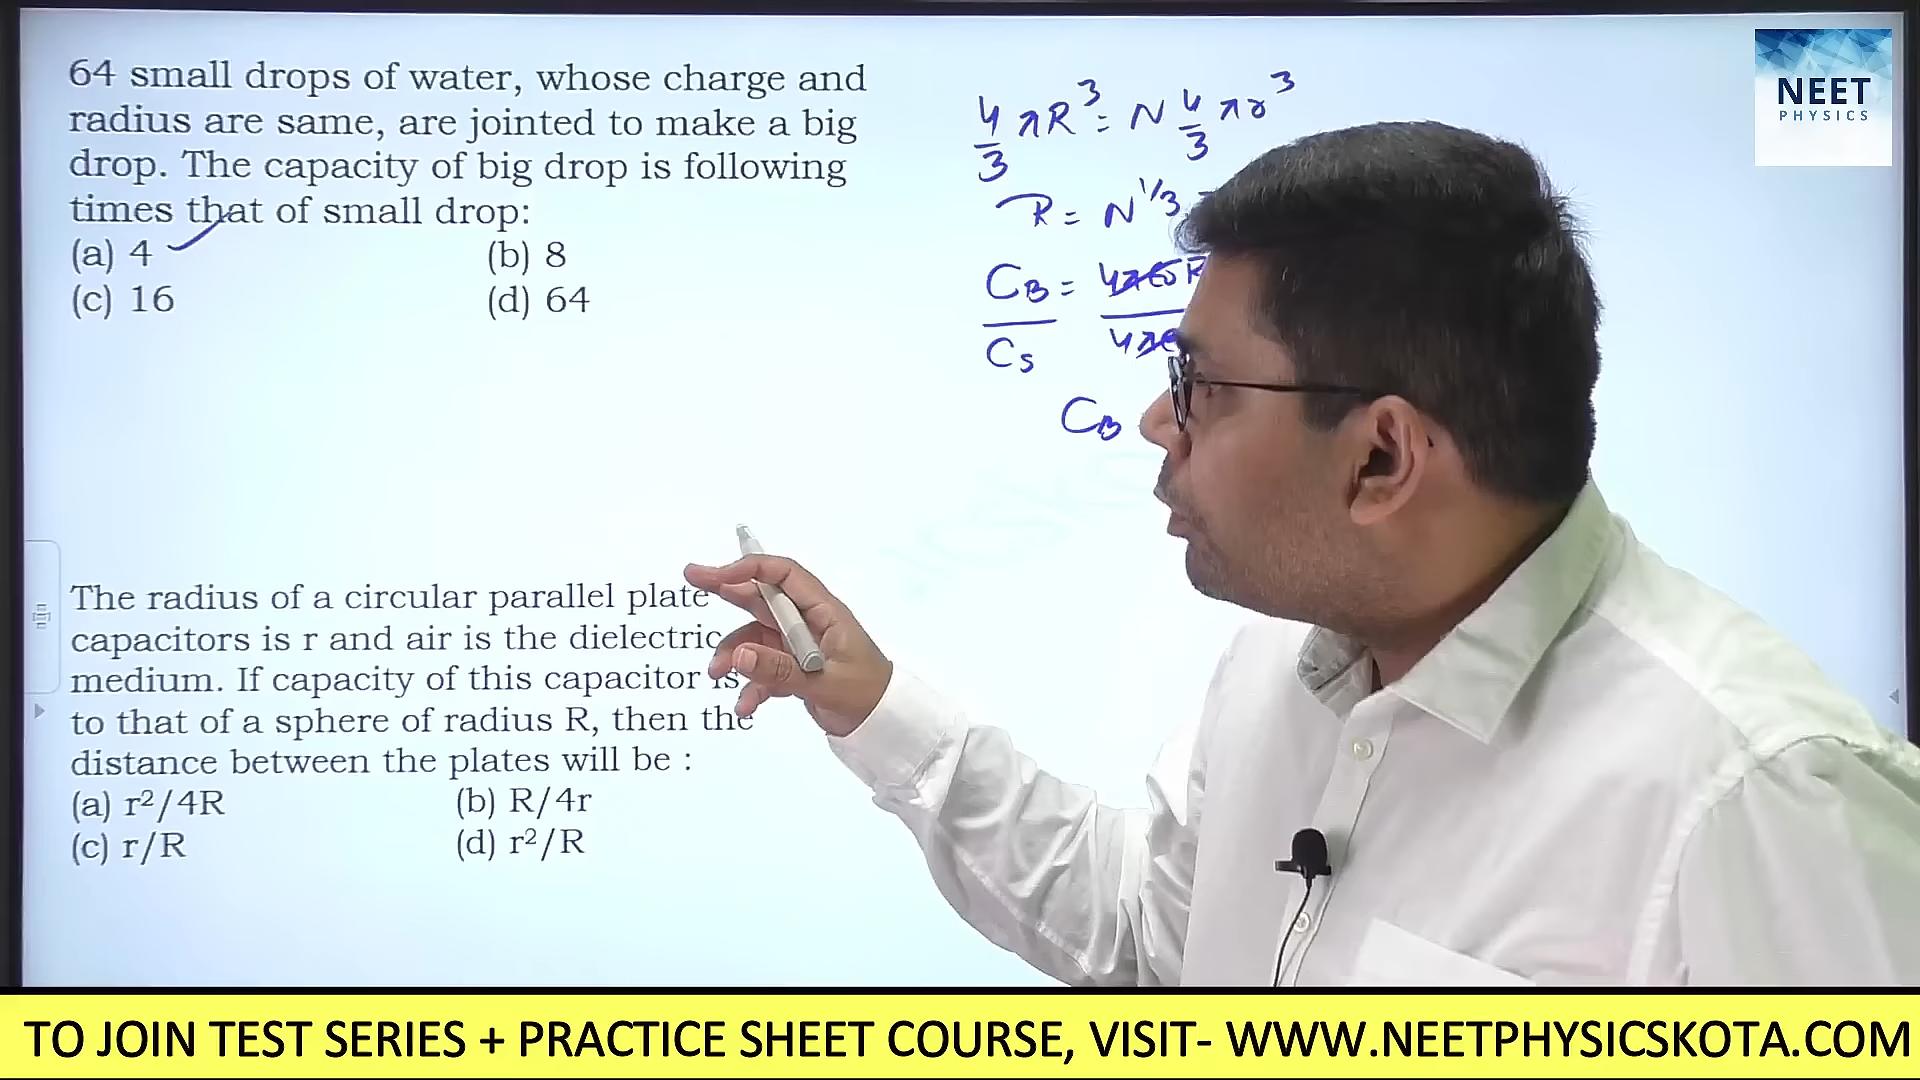 64 small drops of water, whose charge and
radius are same, are jointed to make a big
drop. The capacity of big drop is following
times that of small drop:
(a) 4 ✓ (b) 8
(c) 16 (d) 64
4/3 πR³ = N 4/3 πr³
R = N^1/3
C_B/C_S = 4πε₀R/4πε
C_B
The radius of a circular parallel plate
capacitors is r and air is the dielectric
medium. If capacity of this capacitor is
to that of a sphere of radius R, then the
distance between the plates will be :
(a) r²/4R (b) R/4r
(c) r/R (d) r²/R
NEET
PHYSICS
TO JOIN TEST SERIES + PRACTICE SHEET COURSE, VISIT- WWW.NEETPHYSICSKOTA.COM